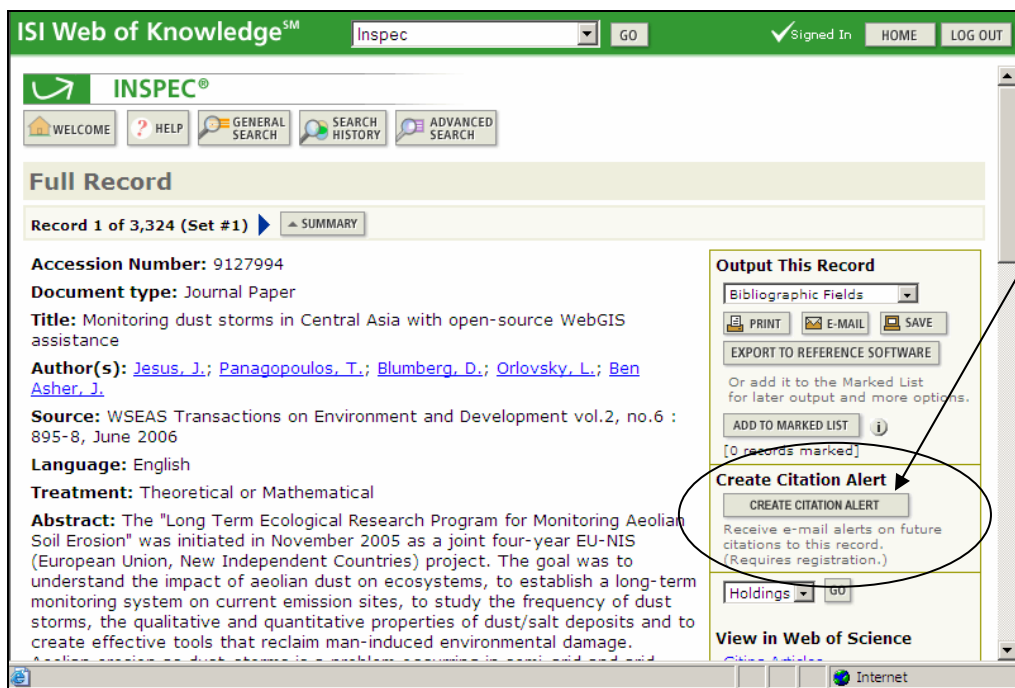 ISI Web of Knowledge℠ Inspec GO Signed In HOME LOG OUT
INSPEC®
WELCOME ? HELP GENERAL SEARCH SEARCH HISTORY ADVANCED SEARCH
Full Record
Record 1 of 3,324 (Set #1) SUMMARY
Accession Number: 9127994
Document type: Journal Paper
Title: Monitoring dust storms in Central Asia with open-source WebGIS
assistance
Author(s): Jesus, J.; Panagopoulos, T.; Blumberg, D.; Orlovsky, L.; Ben
Asher, J.
Source: WSEAS Transactions on Environment and Development vol.2, no.6 :
895-8, June 2006
Language: English
Treatment: Theoretical or Mathematical
Abstract: The "Long Term Ecological Research Program for Monitoring Aeolian
Soil Erosion" was initiated in November 2005 as a joint four-year EU-NIS
(European Union, New Independent Countries) project. The goal was to
understand the impact of aeolian dust on ecosystems, to establish a long-term
monitoring system on current emission sites, to study the frequency of dust
storms, the qualitative and quantitative properties of dust/salt deposits and to
create effective tools that reclaim man-induced environmental damage.
Output This Record
Bibliographic Fields
PRINT E-MAIL SAVE
EXPORT TO REFERENCE SOFTWARE
Or add it to the Marked List
for later output and more options.
ADD TO MARKED LIST i
[0 records marked]
Create Citation Alert
CREATE CITATION ALERT
Receive e-mail alerts on future
citations to this record.
(Requires registration.)
Holdings GO
View in Web of Science
Citing Articles
Internet